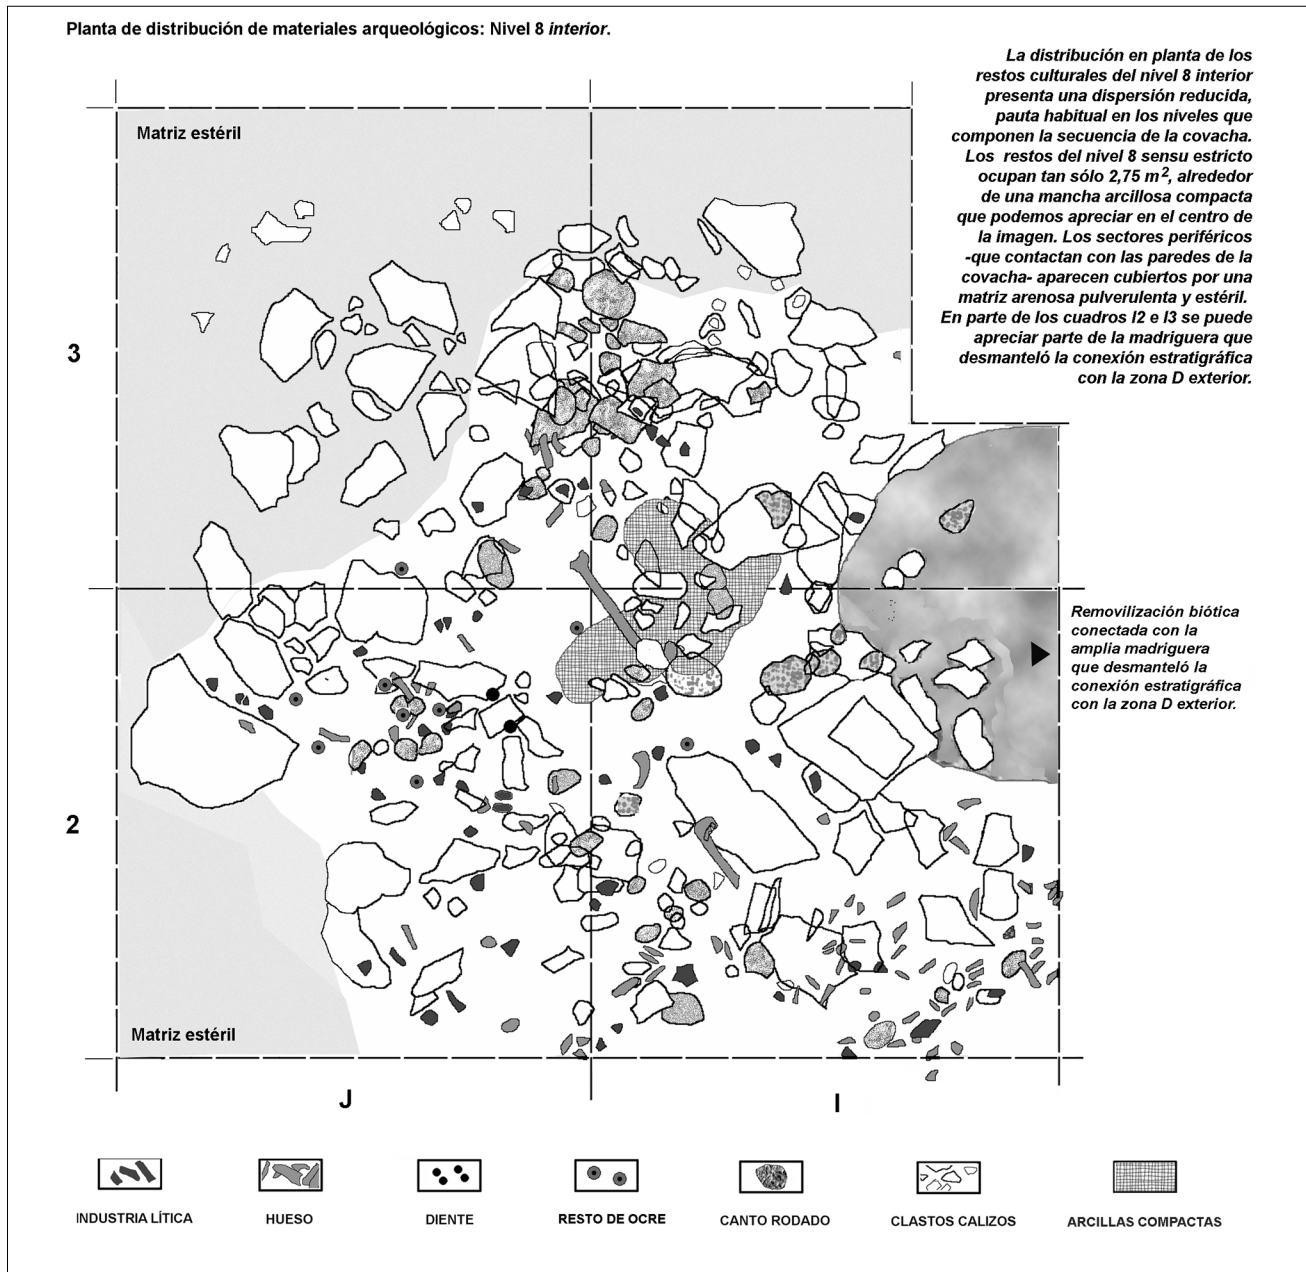 Planta de distribución de materiales arqueológicos: Nivel 8 interior.
La distribución en planta de los
restos culturales del nivel 8 interior
presenta una dispersión reducida,
pauta habitual en los niveles que
componen la secuencia de la covacha.
Los restos del nivel 8 sensu estricto
ocupan tan sólo 2,75 m², alrededor
de una mancha arcillosa compacta
que podemos apreciar en el centro de
la imagen. Los sectores periféricos
-que contactan con las paredes de la
covacha- aparecen cubiertos por una
matriz arenosa pulverulenta y estéril.
En parte de los cuadros I2 e I3 se puede
apreciar parte de la madriguera que
desmanteló la conexión estratigráfica
con la zona D exterior.
Matriz estéril
3
Removilización biótica
conectada con la
amplia madriguera
que desmanteló la
conexión estratigráfica
con la zona D exterior.
2
Matriz estéril
J
I
INDUSTRIA LÍTICA
HUESO
DIENTE
RESTO DE OCRE
CANTO RODADO
CLASTOS CALIZOS
ARCILLAS COMPACTAS